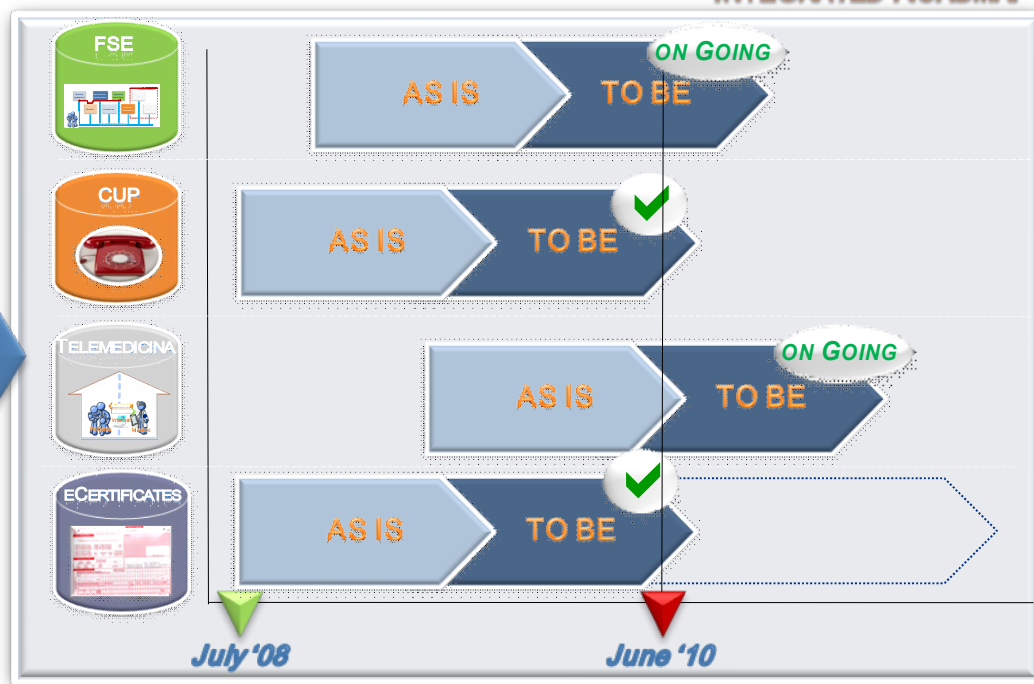 FSE
ON GOING
AS IS
TO BE
CUP
AS IS
TO BE
TELEMEDICINA
ON GOING
AS IS
TO BE
ECERTIFICATES
AS IS
TO BE
July ‘08
June ‘10